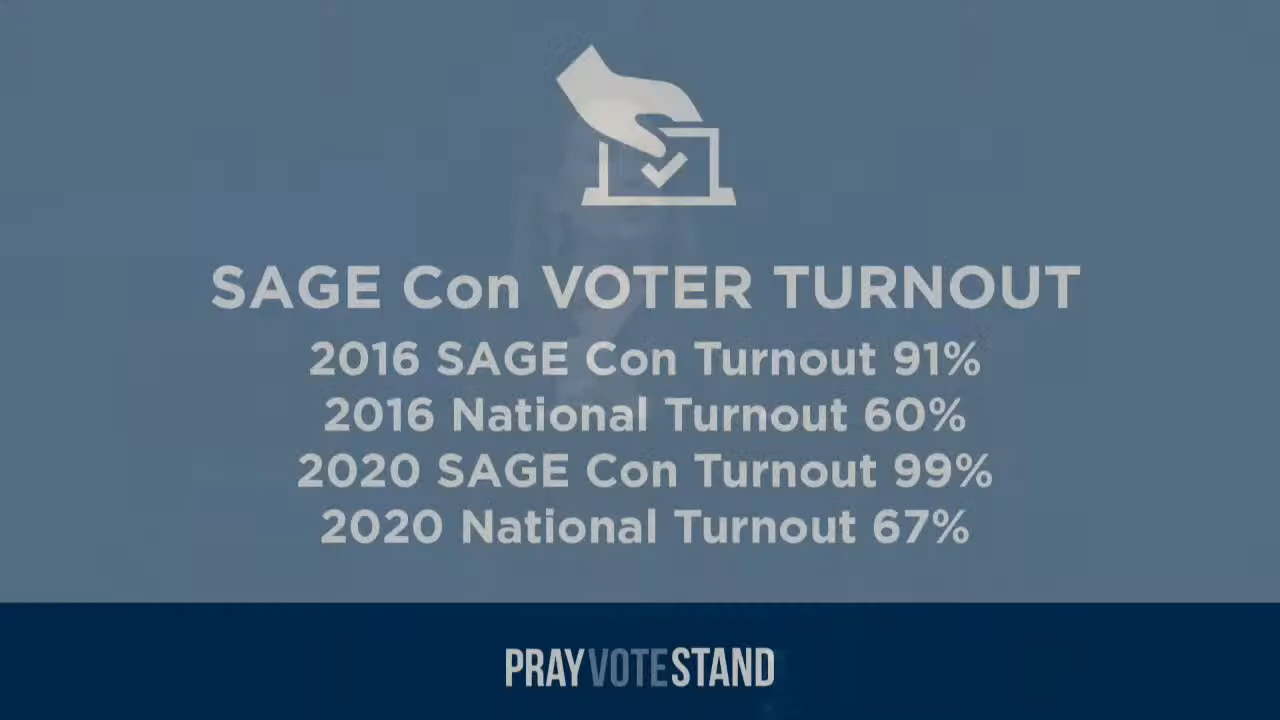 SAGE Con VOTER TURNOUT
2016 SAGE Con Turnout 91%
2016 National Turnout 60%
2020 SAGE Con Turnout 99%
2020 National Turnout 67%
PRAYVOTESTAND